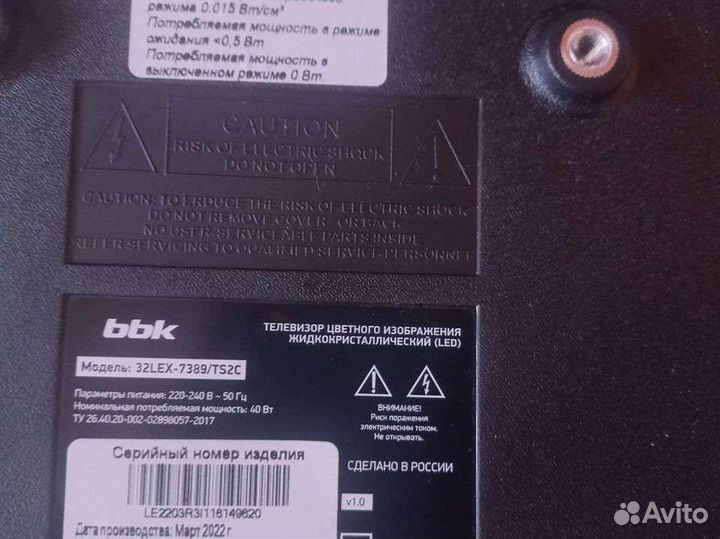 режима 0.015 Вт/см²
Потребляемая мощность в режиме
ожидания <0,5 Вт
Потребляемая мощность в
выключенном режиме 0 Вт
CAUTION
RISK OF ELECTRIC SHOCK
DO NOT OPEN
CAUTION: TO ERDUCE THE RISK OF ELECTRIC SHOCK
DO NOT REMOVE COVER OR BACK
NO USER-SERVICEABLE PARTS INSIDE
REFER SERVICING TO QUALIFIED SERVICE PERSONNEL
bbk
ТЕЛЕВИЗОР ЦВЕТНОГО ИЗОБРАЖЕНИЯ
ЖИДКОКРИСТАЛЛИЧЕСКИЙ (LED)
Модель: 32LEX-7389/TS2C
Параметры питания: 220-240 В ~ 50 Гц
Номинальная потребляемая мощность: 40 Вт
ТУ 26.40.20-002-02898057-2017
ВНИМАНИЕ!
Риск поражения
электрическим током.
Не открывать.
Серийный номер изделия
LE2203R3I116149620
Дата производства: Март 2022 г.
СДЕЛАНО В РОССИИ
v1.0
Avito